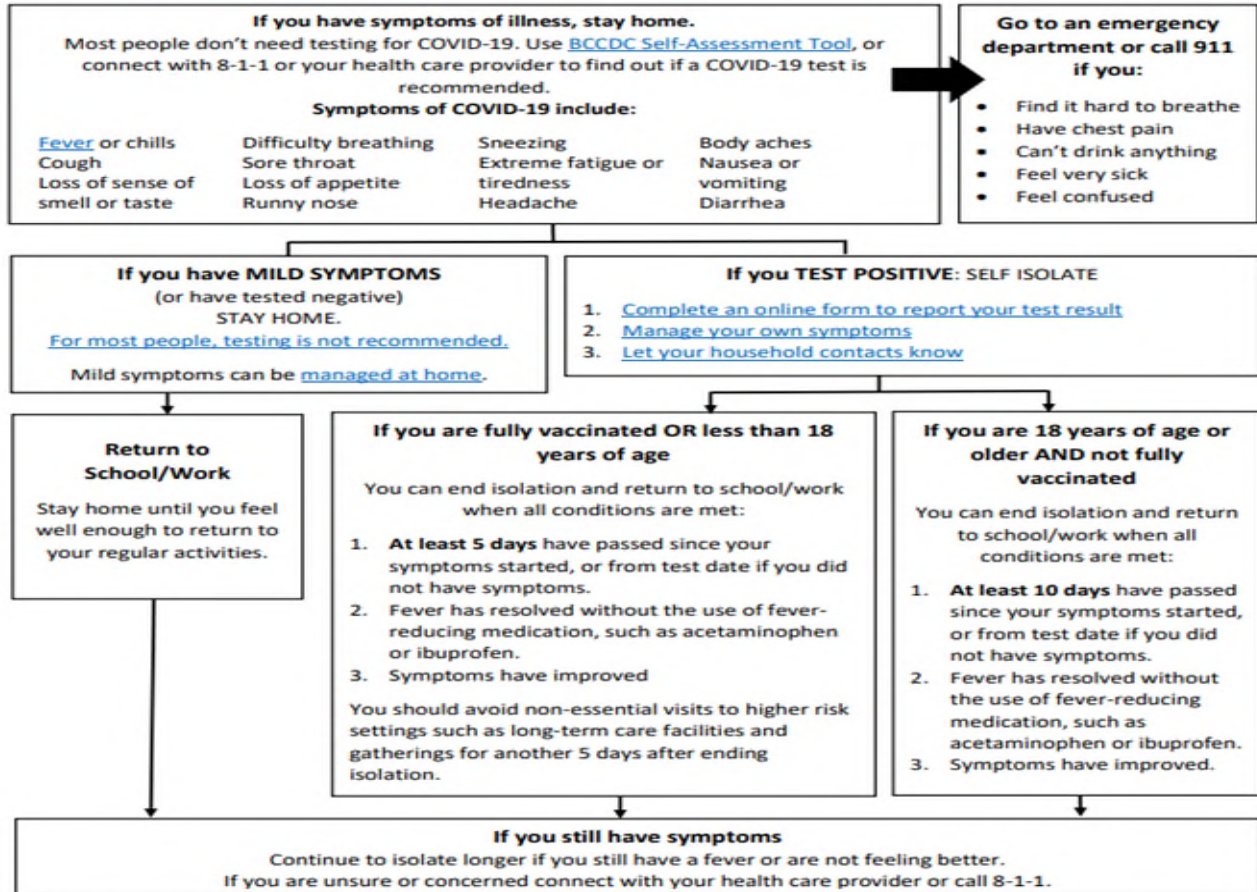 If you have symptoms of illness, stay home.
Most people don't need testing for COVID-19. Use BCCDC Self-Assessment Tool, or
connect with 8-1-1 or your health care provider to find out if a COVID-19 test is
recommended.
Symptoms of COVID-19 include:
Fever or chills
Cough
Loss of sense of
smell or taste
Difficulty breathing
Sore throat
Loss of appetite
Runny nose
Sneezing
Extreme fatigue or
tiredness
Headache
Body aches
Nausea or
vomiting
Diarrhea
Go to an emergency
department or call 911
if you:
• Find it hard to breathe
• Have chest pain
• Can't drink anything
• Feel very sick
• Feel confused
If you have MILD SYMPTOMS
(or have tested negative)
STAY HOME.
For most people, testing is not recommended.
Mild symptoms can be managed at home.
If you TEST POSITIVE: SELF ISOLATE
1. Complete an online form to report your test result
2. Manage your own symptoms
3. Let your household contacts know
Return to
School/Work
Stay home until you feel
well enough to return to
your regular activities.
If you are fully vaccinated OR less than 18
years of age
You can end isolation and return to school/work
when all conditions are met:
1. At least 5 days have passed since your
symptoms started, or from test date if you did
not have symptoms.
2. Fever has resolved without the use of fever-
reducing medication, such as acetaminophen
or ibuprofen.
3. Symptoms have improved
You should avoid non-essential visits to higher risk
settings such as long-term care facilities and
gatherings for another 5 days after ending
isolation.
If you are 18 years of age or
older AND not fully
vaccinated
You can end isolation and return
to school/work when all
conditions are met:
1. At least 10 days have passed
since your symptoms started,
or from test date if you did
not have symptoms.
2. Fever has resolved without
the use of fever-reducing
medication, such as
acetaminophen or ibuprofen.
3. Symptoms have improved.
If you still have symptoms
Continue to isolate longer if you still have a fever or are not feeling better.
If you are unsure or concerned connect with your health care provider or call 8-1-1.